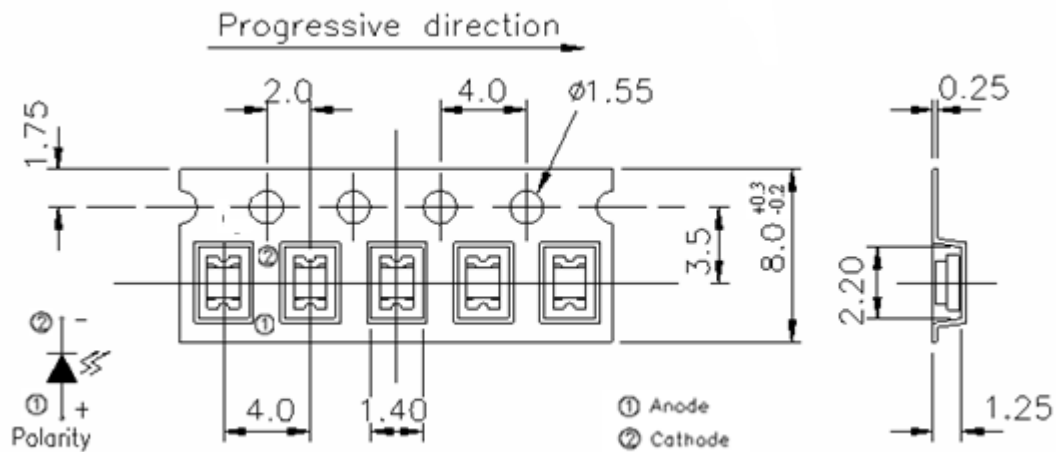 Progressive direction
2.0
4.0
ø1.55
0.25
1.75
②
3.5
8.0 +0.3 -0.2
2.20
①
② -
① +
Polarity
4.0
1.40
① Anode
② Cathode
1.25